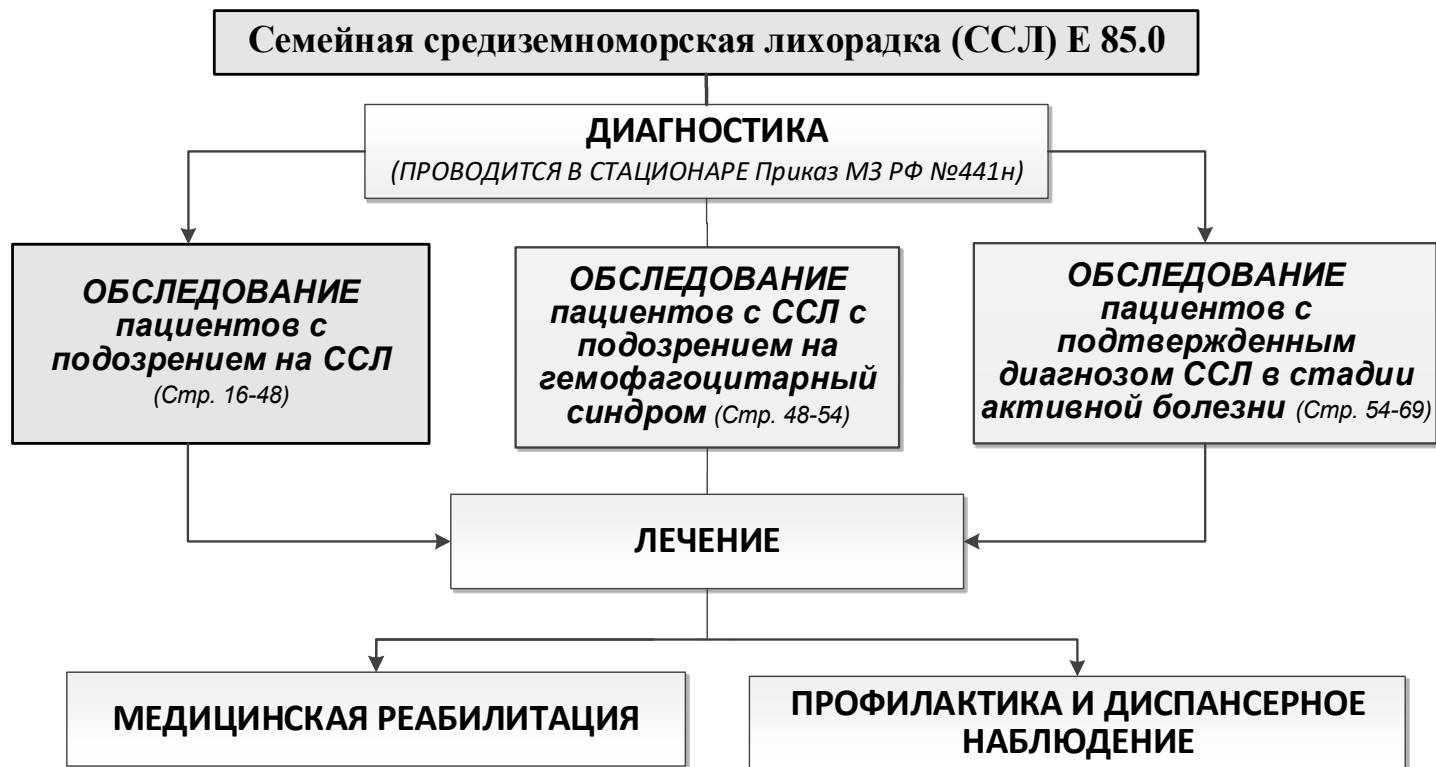 Семейная средиземноморская лихорадка (ССЛ) Е 85.0
ДИАГНОСТИКА
(ПРОВОДИТСЯ В СТАЦИОНАРЕ Приказ МЗ РФ №441н)
ОБСЛЕДОВАНИЕ
пациентов с
подозрением на ССЛ
(Стр. 16-48)
ОБСЛЕДОВАНИЕ
пациентов с ССЛ с
подозрением на
гемофагоцитарный
синдром (Стр. 48-54)
ОБСЛЕДОВАНИЕ
пациентов с
подтвержденным
диагнозом ССЛ в стадии
активной болезни (Стр. 54-69)
ЛЕЧЕНИЕ
МЕДИЦИНСКАЯ РЕАБИЛИТАЦИЯ
ПРОФИЛАКТИКА И ДИСПАНСЕРНОЕ
НАБЛЮДЕНИЕ